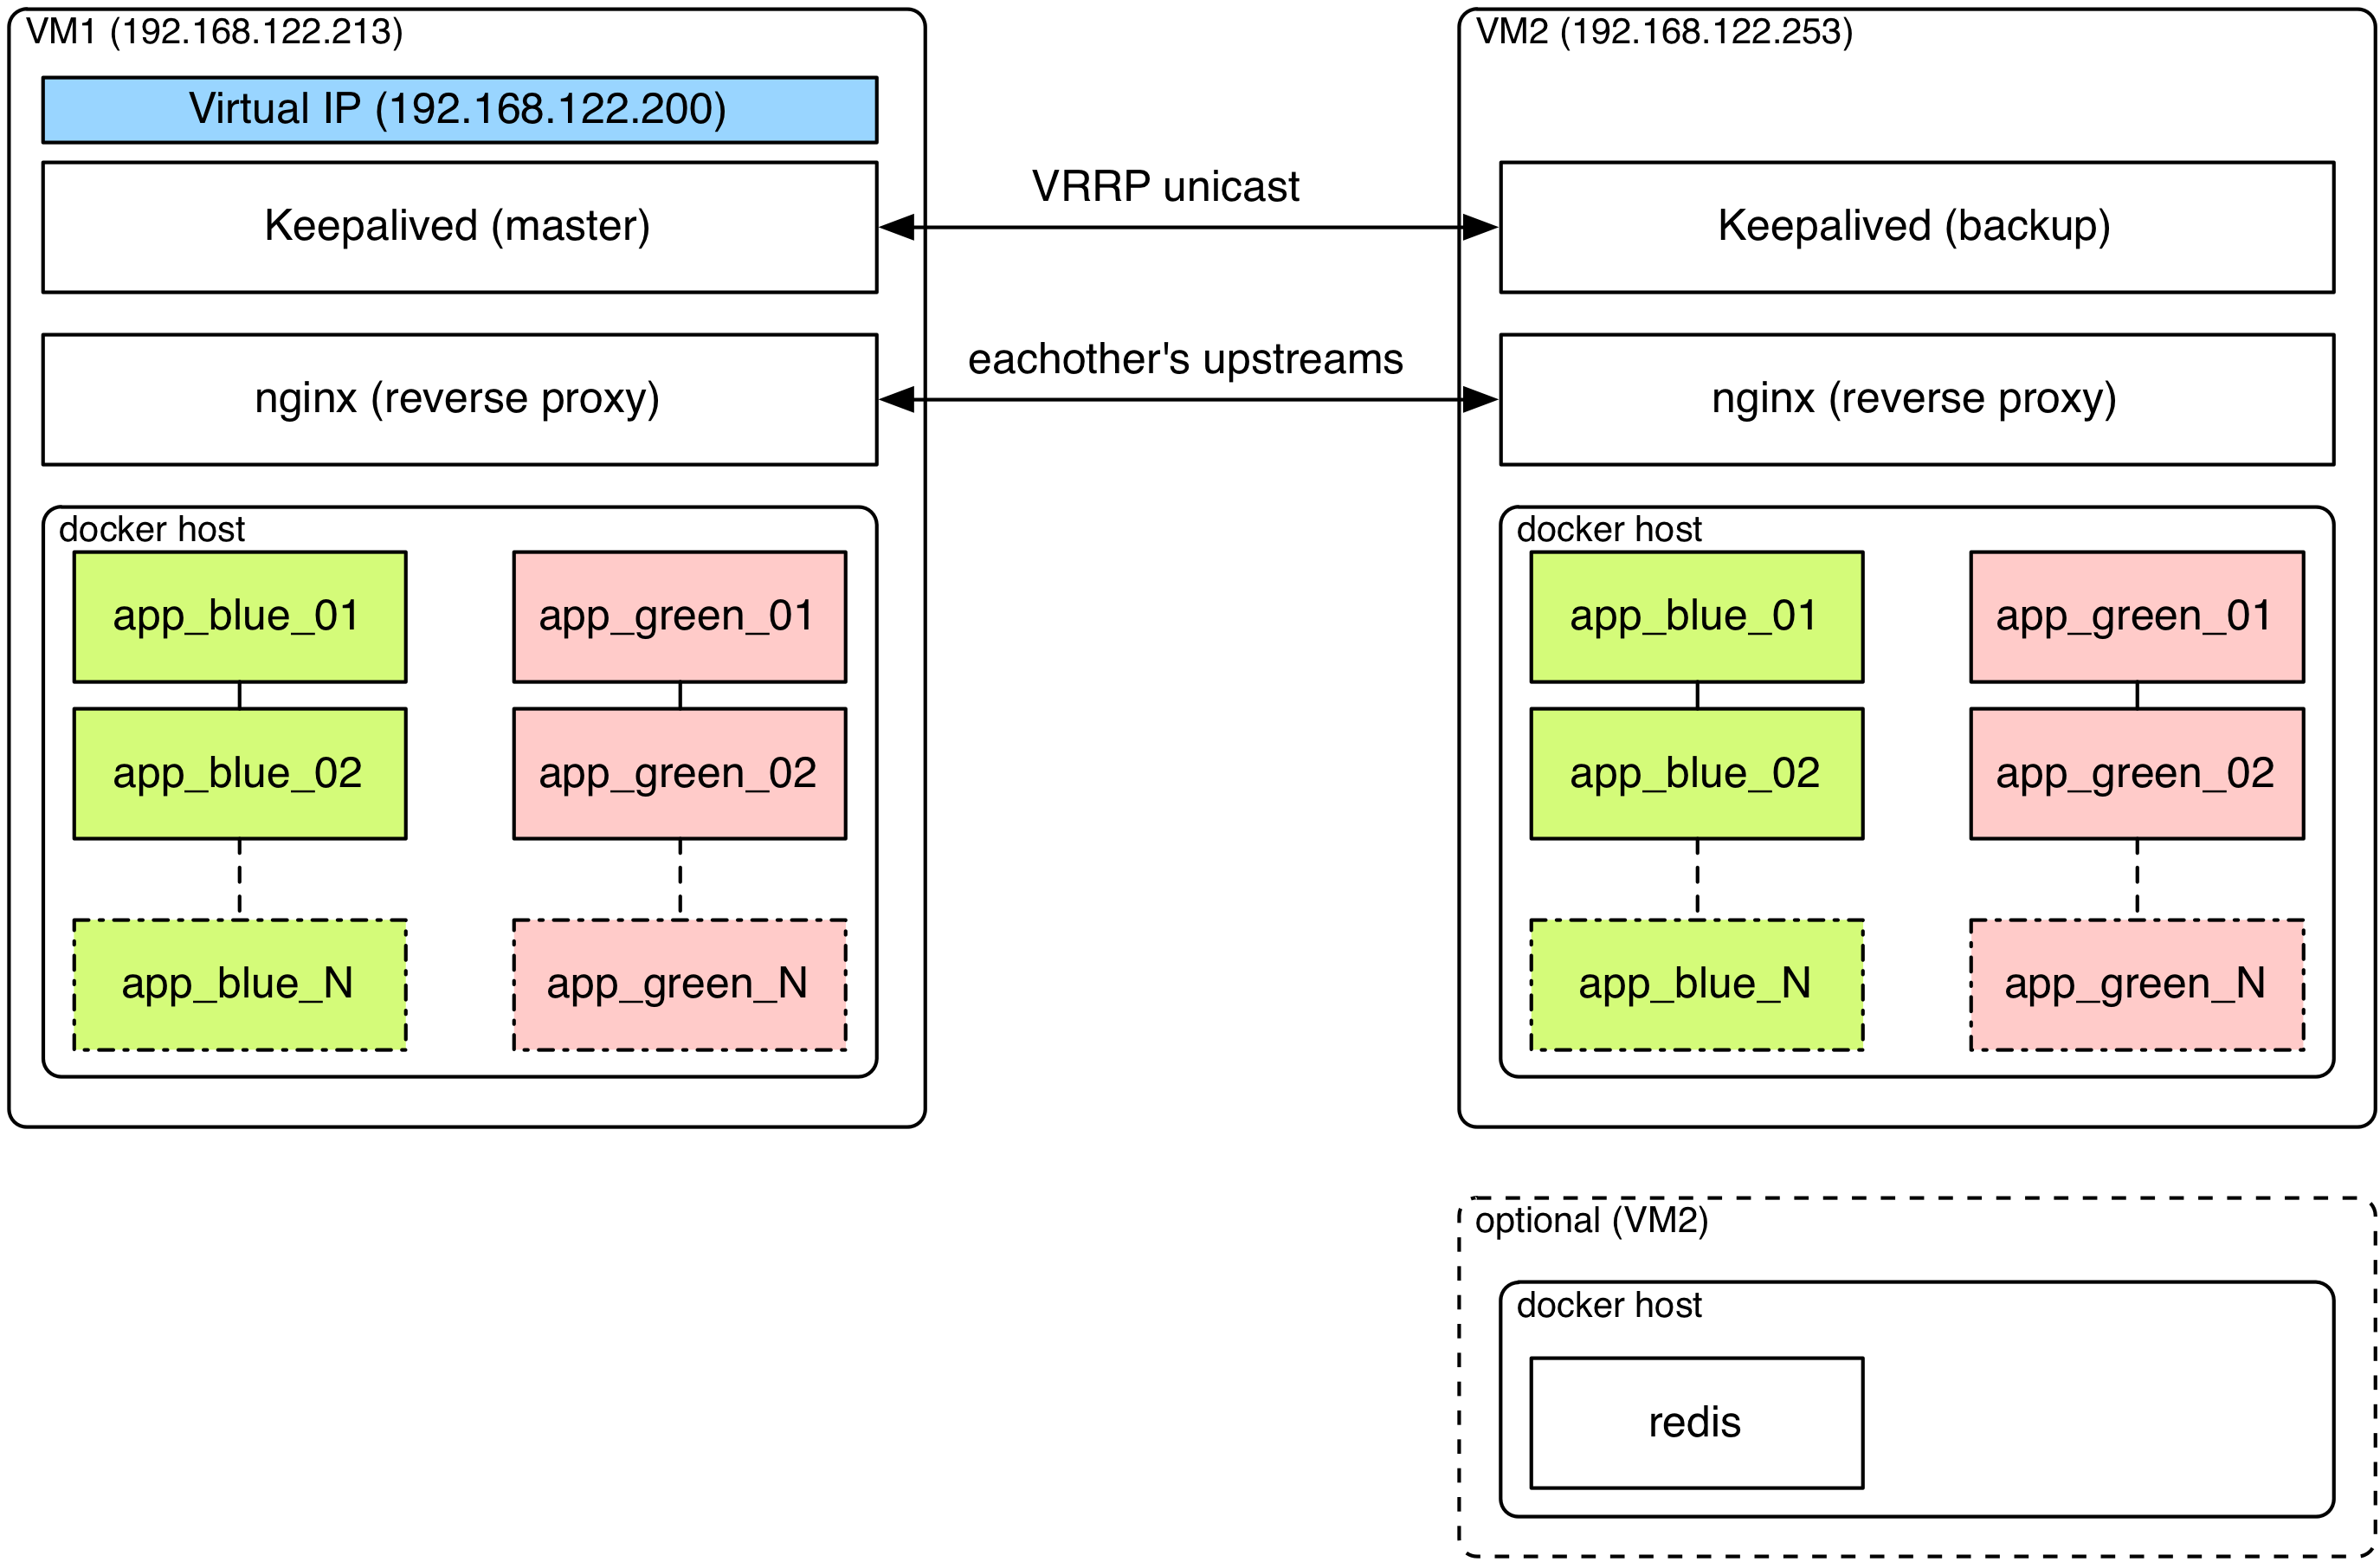 VM1 (192.168.122.213)
Virtual IP (192.168.122.200)
Keepalived (master)
nginx (reverse proxy)
docker host
app_blue_01
app_green_01
app_blue_02
app_green_02
app_blue_N
app_green_N
VRRP unicast
eachother's upstreams
VM2 (192.168.122.253)
Keepalived (backup)
nginx (reverse proxy)
docker host
app_blue_01
app_green_01
app_blue_02
app_green_02
app_blue_N
app_green_N
optional (VM2)
docker host
redis